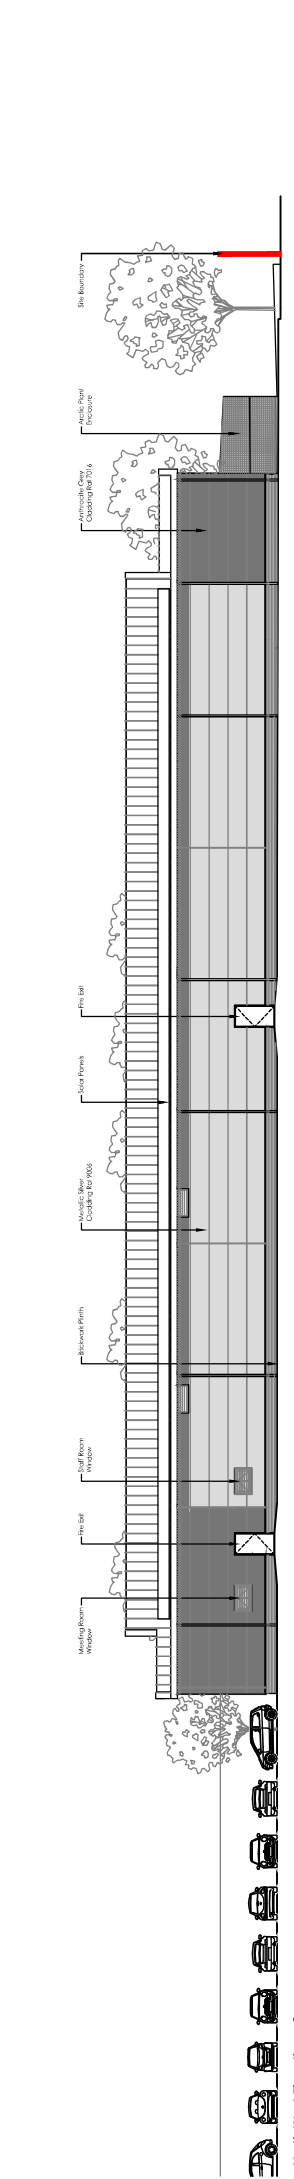 Meeting Room
Window
Fire Exit
Staff Room
Window
Brickwork Plinth
Metallic Silver
Cladding Ral 9006
Solar Panels
Fire Exit
Anthracite Grey
Cladding Ral 7016
Arctic Plant
Enclosure
Site Boundary